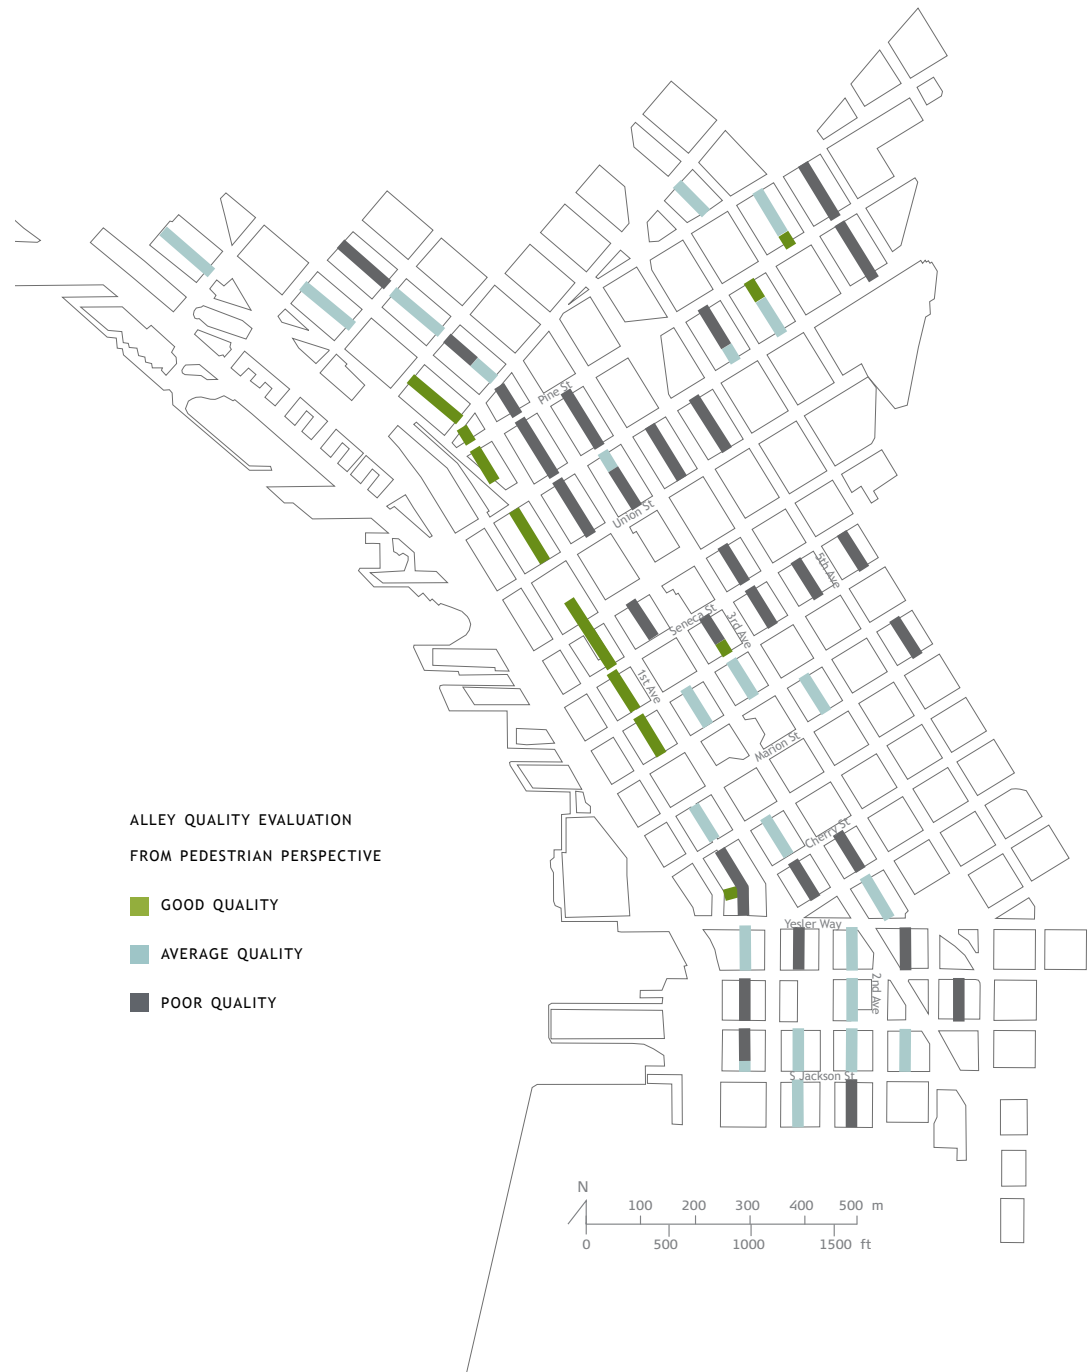 Pine St
Union St
5th Ave
Seneca St
3rd Ave
1st Ave
Marion St
ALLEY QUALITY EVALUATION
FROM PEDESTRIAN PERSPECTIVE
Cherry St
GOOD QUALITY
Yesler Way
AVERAGE QUALITY
2nd Ave
POOR QUALITY
S Jackson St
N
100 200 300 400 500 m
0 500 1000 1500 ft